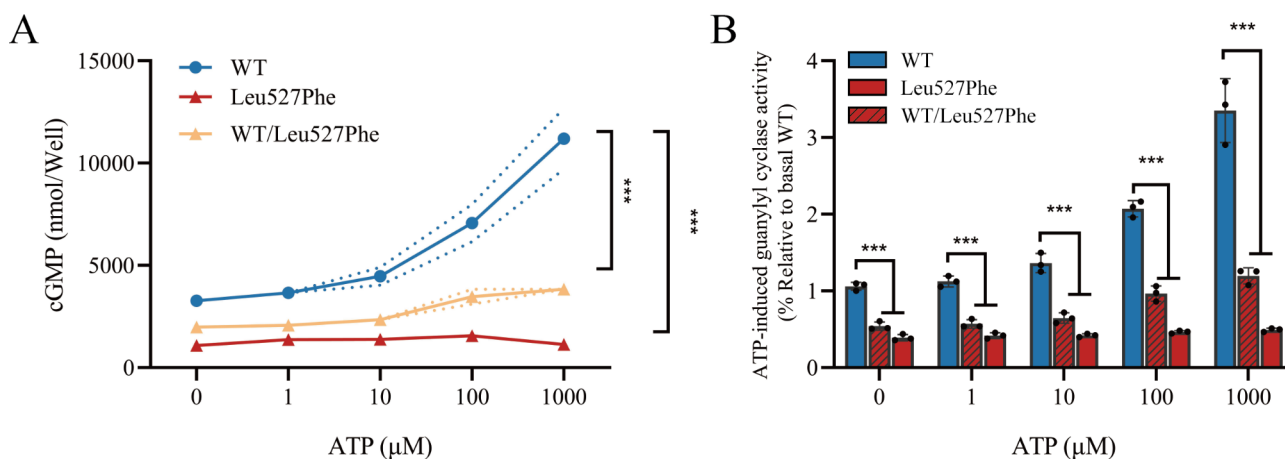 A
15000
10000
5000
0
cGMP (nmol/Well)
WT
Leu527Phe
WT/Leu527Phe
***
***
0 1 10 100 1000
ATP (μM)
B
ATP-induced guanylyl cyclase activity
(% Relative to basal WT)
4
3
2
1
0
WT
Leu527Phe
WT/Leu527Phe
***
***
***
***
***
0 1 10 100 1000
ATP (μM)